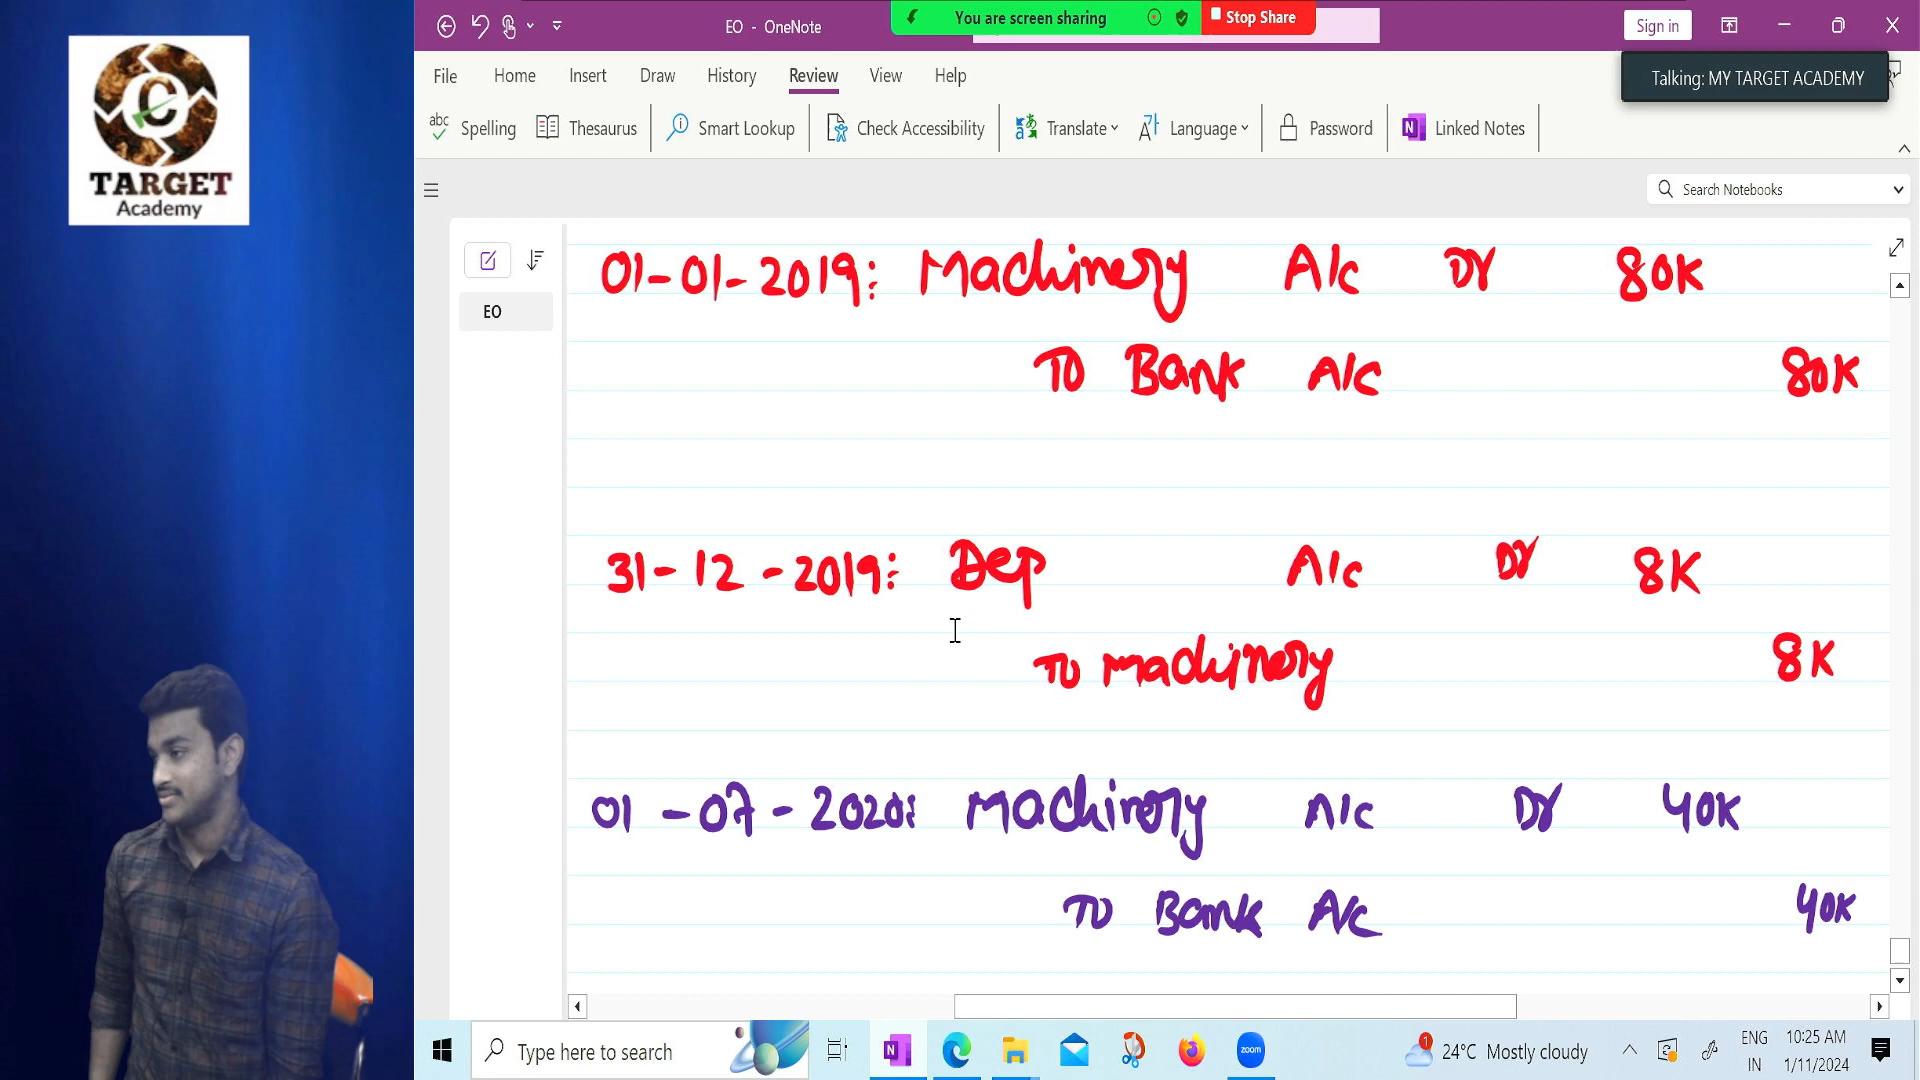 TARGET
Academy
EO - OneNote
You are screen sharing
Stop Share
Sign in
File Home Insert Draw History Review View Help
Talking: MY TARGET ACADEMY
abc Spelling Thesaurus Smart Lookup Check Accessibility Translate Language Password Linked Notes
Search Notebooks
EO
01-01-2019: Machinery A/c Dr 80K
To Bank A/c 80K
31-12-2019: Dep A/c Dr 8K
To Machinery 8K
01-07-2020: Machinery A/c Dr 40K
To Bank A/c 40K
Type here to search
zoom
1
24°C Mostly cloudy
ENG
IN
10:25 AM
1/11/2024